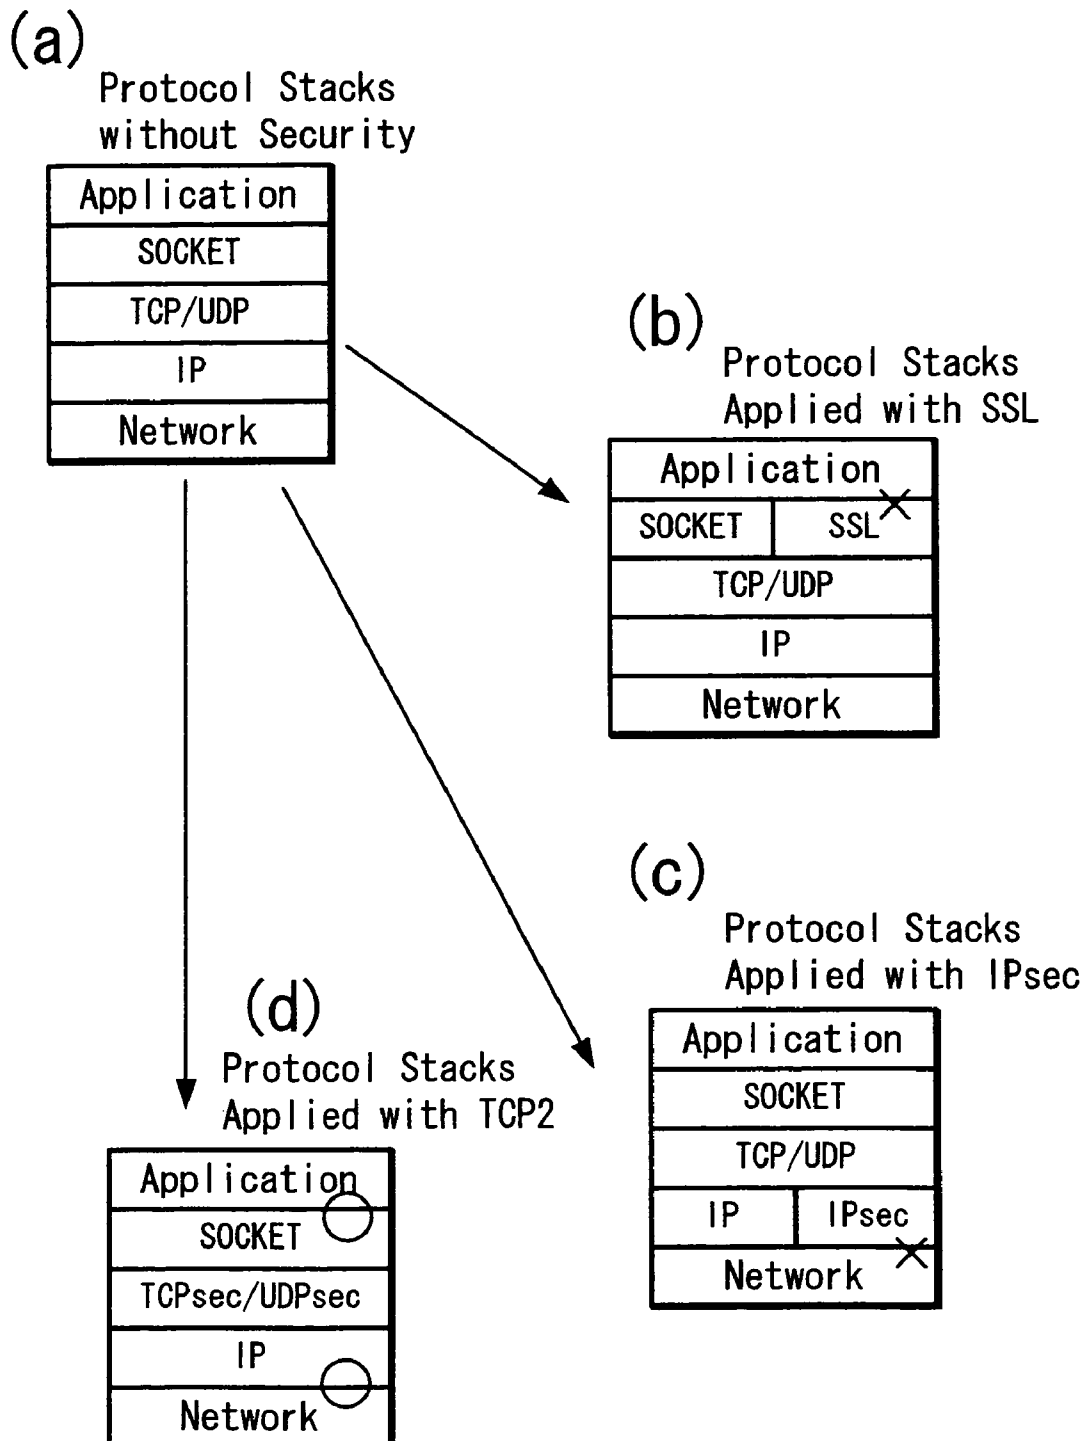 (a)
Protocol Stacks
without Security
Application
SOCKET
TCP/UDP
IP
Network
(b)
Protocol Stacks
Applied with SSL
Application
SOCKET SSL
TCP/UDP
IP
Network
(c)
Protocol Stacks
Applied with IPsec
Application
SOCKET
TCP/UDP
IP IPsec
Network
(d)
Protocol Stacks
Applied with TCP2
Application
SOCKET
TCPsec/UDPsec
IP
Network